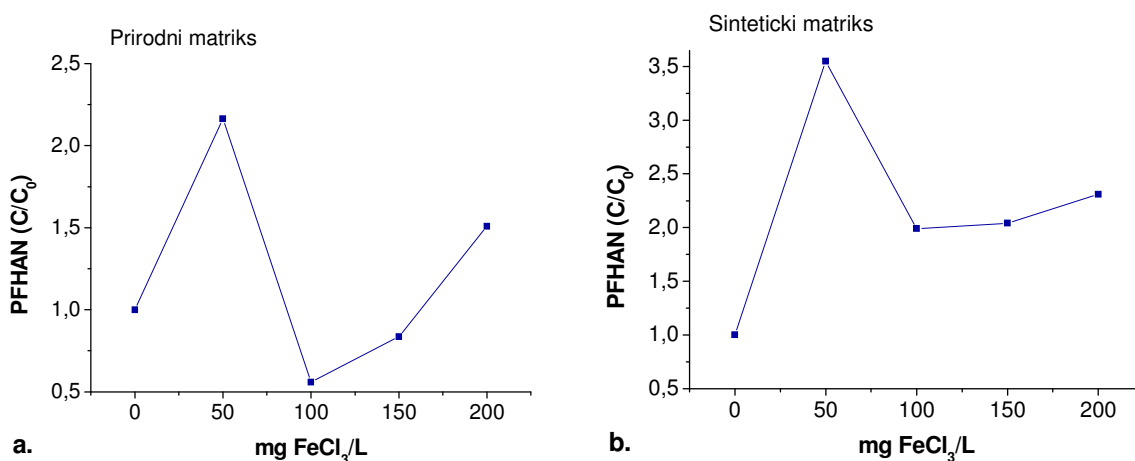 Prirodni matriks
2,5
2,0
1,5
1,0
0,5
PFHAN (C/C₀)
0 50 100 150 200
mg FeCl₃/L
a.
Sinteticki matriks
3,5
3,0
2,5
2,0
1,5
1,0
0,5
PFHAN (C/C₀)
0 50 100 150 200
mg FeCl₃/L
b.